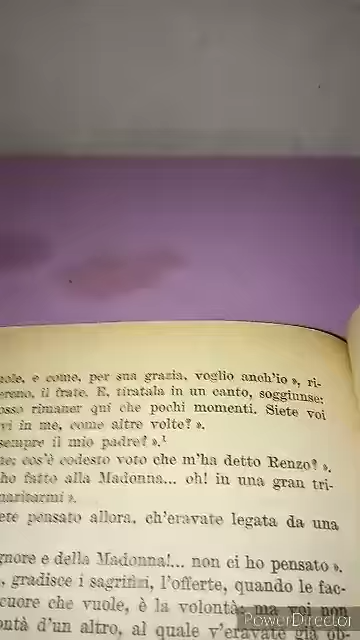 uole, e come, per sua grazia, voglio anch'io », ri-
ereno, il frate. E, tiratala in un canto, soggiunse:
osso rimaner qui che pochi momenti. Siete voi
vi in me, come altre volte? ».
sempre il mio padre? ».¹
te: cos'è codesto voto che m'ha detto Renzo? ».
ho fatto alla Madonna... oh! in una gran tri-
maritarmi ».
ete pensato allora, ch'eravate legata da una
gnore e della Madonna!... non ci ho pensato ».
, gradisce i sagrifizi, l'offerte, quando le fac-
cuore che vuole, è la volontà: ma voi non
ontà d'un altro, al quale v'eravate già ob
PowerDirector